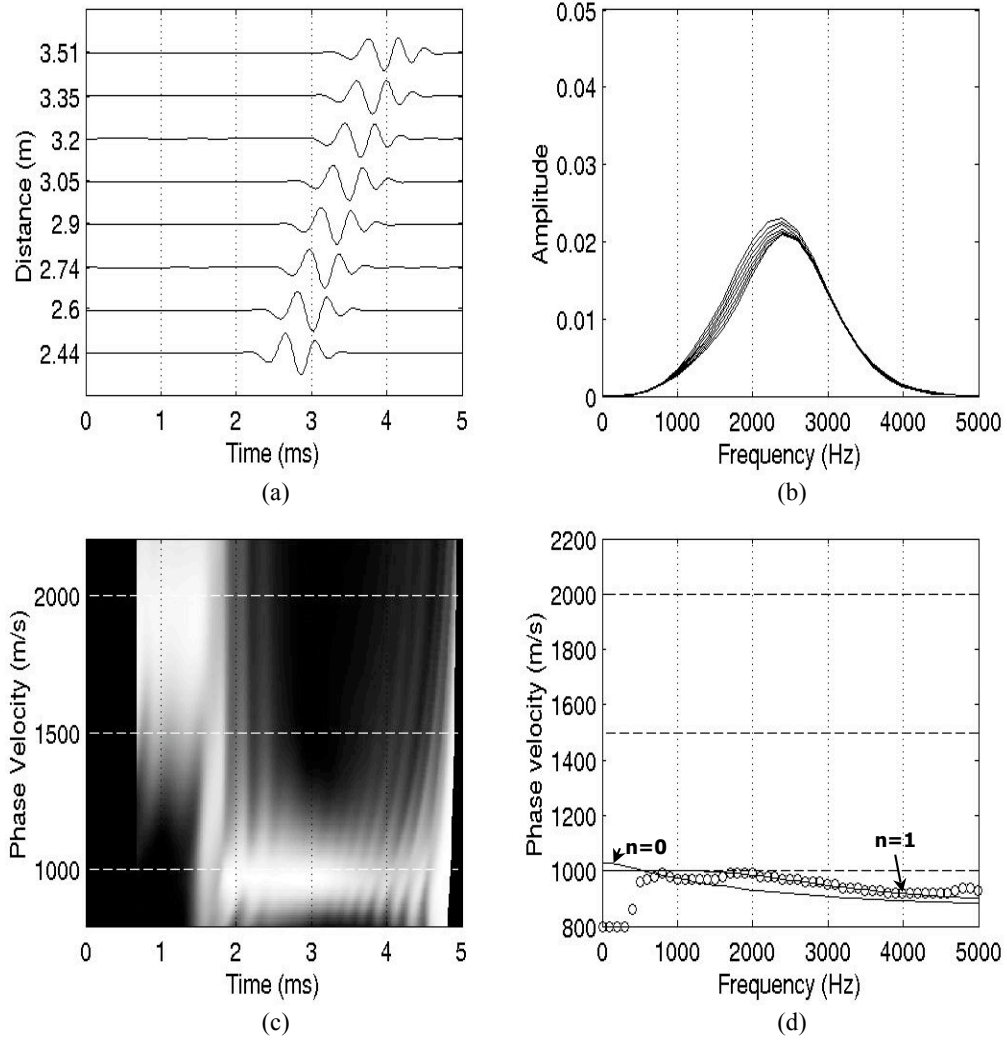 3.51
3.35
3.2
3.05
2.9
2.74
2.6
2.44
Distance (m)
0 1 2 3 4 5
Time (ms)
(a)
0.05
0.04
0.03
0.02
0.01
0
Amplitude
0 1000 2000 3000 4000 5000
Frequency (Hz)
(b)
2000
1500
1000
Phase Velocity (m/s)
0 1 2 3 4 5
Time (ms)
(c)
2200
2000
1800
1600
1400
1200
1000
800
Phase velocity (m/s)
n=0
n=1
0 1000 2000 3000 4000 5000
Frequency (Hz)
(d)